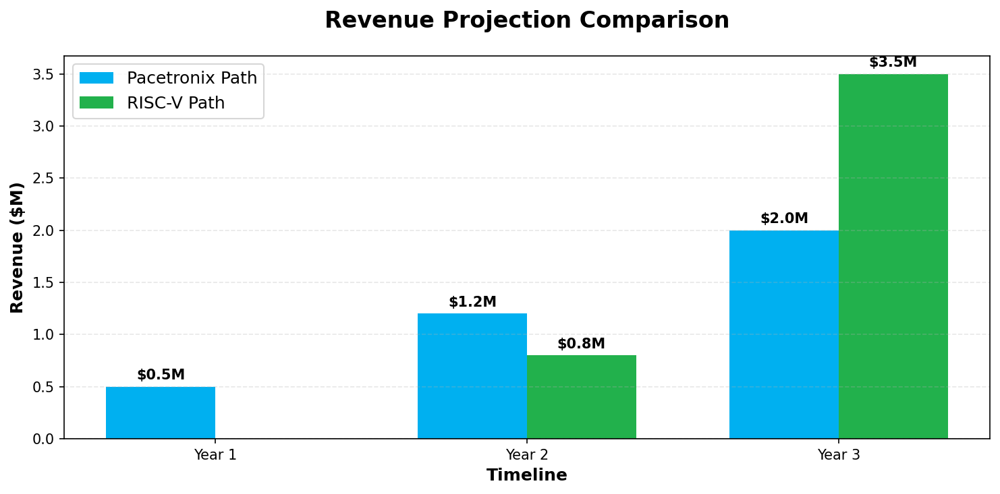 Revenue Projection Comparison
Pacetronix Path
RISC-V Path
Revenue ($M)
3.5
3.0
2.5
2.0
1.5
1.0
0.5
0.0
$0.5M
$1.2M
$0.8M
$2.0M
$3.5M
Year 1
Year 2
Year 3
Timeline